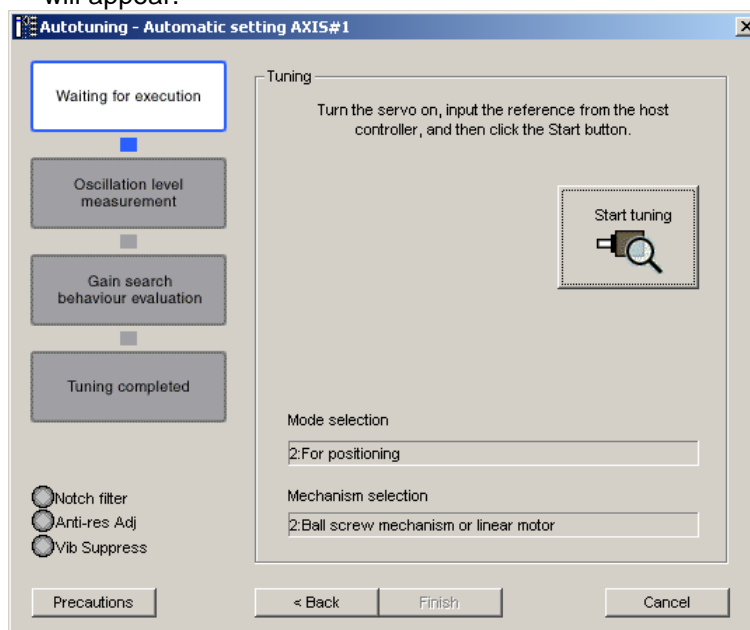 will appear.
Autotuning - Automatic setting AXIS#1
Waiting for execution
Oscillation level
measurement
Gain search
behaviour evaluation
Tuning completed
Notch filter
Anti-res Adj
Vib Suppress
Tuning
Turn the servo on, input the reference from the host
controller, and then click the Start button.
Start tuning
Mode selection
2:For positioning
Mechanism selection
2:Ball screw mechanism or linear motor
Precautions
< Back
Finish
Cancel